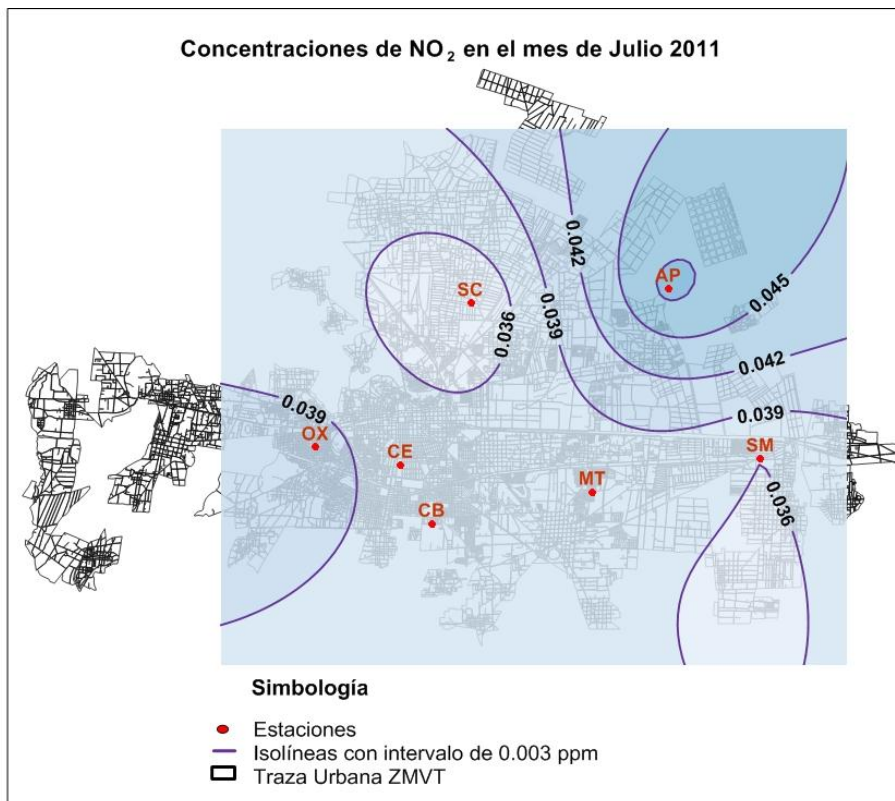 Concentraciones de NO₂ en el mes de Julio 2011
0.042
AP
0.045
SC
0.036
0.039
0.042
0.039
0.039
OX
CE
SM
MT
0.036
CB
Simbología
Estaciones
Isolíneas con intervalo de 0.003 ppm
Traza Urbana ZMVT